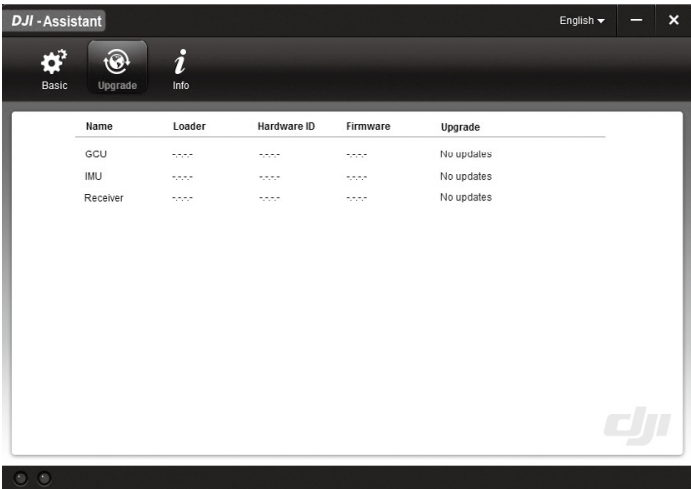 DJI - Assistant English
Basic Upgrade Info
Name Loader Hardware ID Firmware Upgrade
GCU -.-.-.- -.-.-.- -.-.-.- No updates
IMU -.-.-.- -.-.-.- -.-.-.- No updates
Receiver -.-.-.- -.-.-.- -.-.-.- No updates
dji